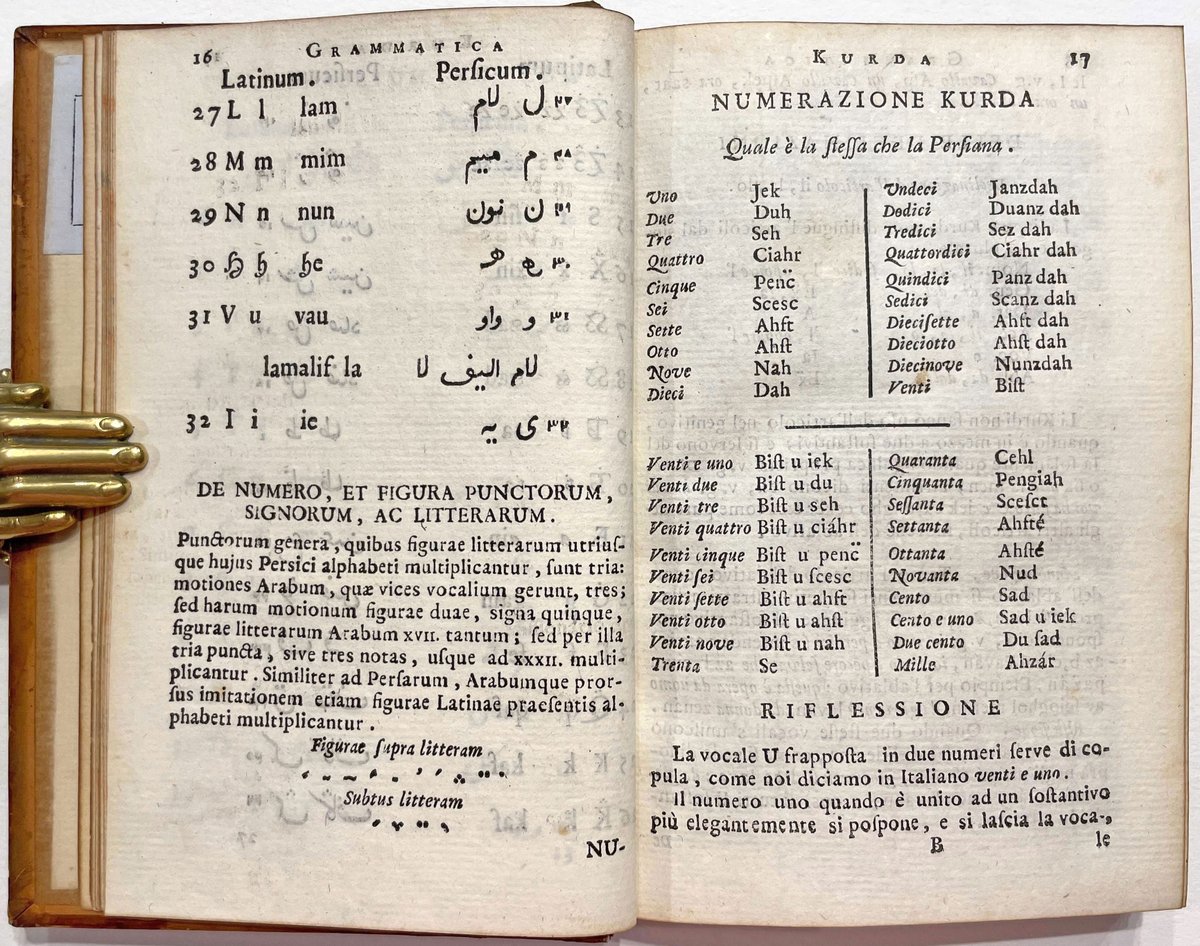 16 GRAMMATICA
Latinum. Persicum.
27 L l lam لام ل ٣٧
28 M m mim مييم م ٣٨
29 N n nun نون ن ٣٩
30 Ꜧ ꜧ ꜧe هه ه ٣٠
31 V u vau واو و ٣١
lamalif la لام اليف لا
32 I i ie يه ى ٣٢
DE NUMERO, ET FIGURA PUNCTORUM,
SIGNORUM, AC LITTERARUM.
Punctorum genera, quibus figurae litterarum utriuſ-
que hujus Persici alphabeti multiplicantur, ſunt tria:
motiones Arabum, quæ vices vocalium gerunt, tres;
ſed harum motionum figurae duae, signa quinque,
figurae litterarum Arabum XVII. tantum; ſed per illa
tria puncta, sive tres notas, uſque ad XXXII. multi-
plicantur. Similiter ad Persarum, Arabumque pror-
sus imitationem etiam figurae Latinae praeſentis al-
phabeti multiplicantur.
Figurae ſupra litteram
Subtus litteram
NU-
KURDA 17
NUMERAZIONE KURDA
Quale è la ſteſſa che la Perſiana.
Uno Jek
Due Duh
Tre Seh
Quattro Ciahr
Cinque Penc̈
Sei Scesc
Sette Ahft
Otto Ahſt
Nove Nah
Dieci Dah
Undeci Janzdah
Dodici Duanz dah
Tredici Sez dah
Quattordici Ciahr dah
Quindici Panz dah
Sedici Scanz dah
Diecisette Ahft dah
Dieciotto Ahſt dah
Diecinove Nunzdah
Venti Biſt
Venti e uno Biſt u iek
Venti due Biſt u du
Venti tre Biſt u seh
Venti quattro Biſt u ciáhr
Venti cinque Biſt u penc̈
Venti ſei Biſt u ſcesc
Venti ſette Biſt u ahft
Venti otto Biſt u ahſt
Venti nove Biſt u nah
Trenta Se
Quaranta Cehl
Cinquanta Pengiah
Seſſanta Scesct
Settanta Ahfté
Ottanta Ahſté
Novanta Nud
Cento Sad
Cento e uno Sad u iek
Due cento Du ſad
Mille Ahzár
RIFLESSIONE
La vocale U frappoſta in due numeri ſerve di co-
pula, come noi diciamo in Italiano venti e uno.
Il numero uno quando è unito ad un ſoſtantivo
più elegantemente si poſpone, e si laſcia la voca-
B le